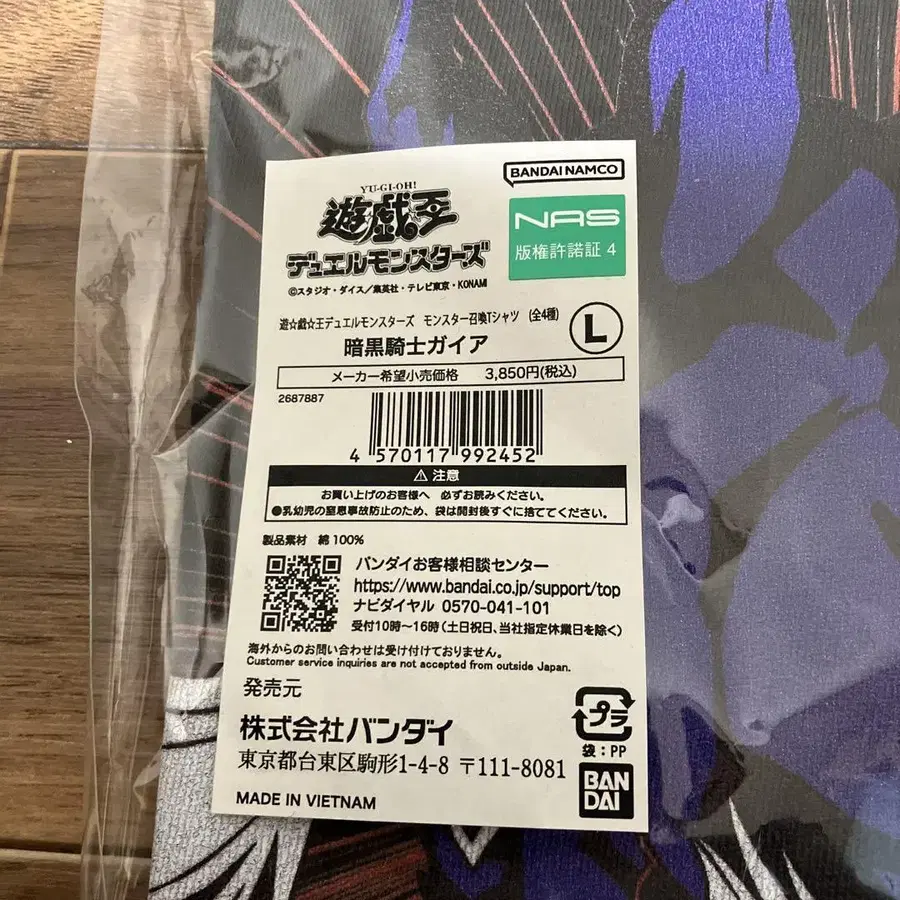 YU-GI-OH!
遊戯王
デュエルモンスターズ
©スタジオ・ダイス／集英社・テレビ東京・KONAMI
BANDAI NAMCO
NAS
版権許諾証 4
遊☆戯☆王デュエルモンスターズ モンスター召喚Tシャツ (全4種)
暗黒騎士ガイア
L
メーカー希望小売価格 3,850円(税込)
2687887
4 570117 992452
⚠ 注意
お買い上げのお客様へ 必ずお読みください。
●乳幼児の窒息事故防止のため、袋は開封後すぐに捨ててください。
製品素材 綿100%
バンダイお客様相談センター
https://www.bandai.co.jp/support/top
ナビダイヤル 0570-041-101
受付10時～16時(土日祝日、当社指定休業日を除く)
海外からのお問い合わせは受け付けておりません。
Customer service inquiries are not accepted from outside Japan.
発売元
株式会社バンダイ
東京都台東区駒形1-4-8 〒111-8081
MADE IN VIETNAM
プラ
袋：PP
BAN
DAI